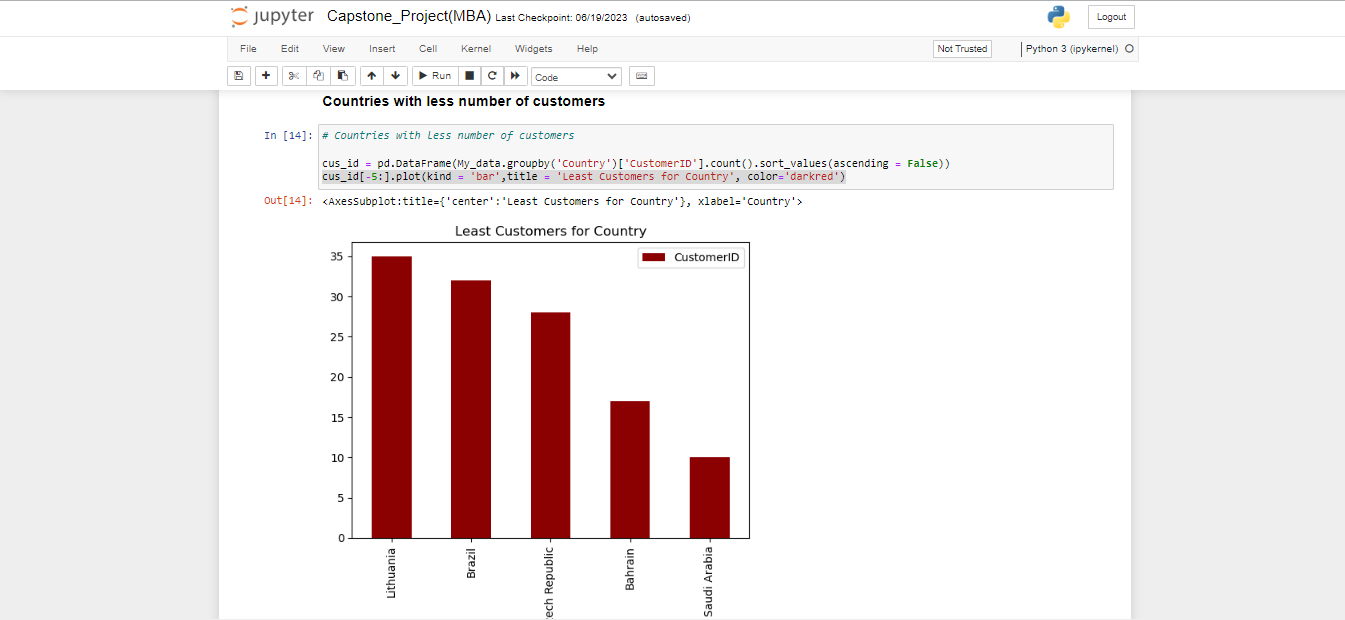 jupyter Capstone_Project(MBA) Last Checkpoint: 06/19/2023 (autosaved)
Logout
File Edit View Insert Cell Kernel Widgets Help
Not Trusted
Python 3 (ipykernel)
Run
Code
Countries with less number of customers
In [14]: # Countries with Less number of customers
cus_id = pd.DataFrame(My_data.groupby('Country')['CustomerID'].count().sort_values(ascending = False))
cus_id[-5:].plot(kind = 'bar',title = 'Least Customers for Country', color='darkred')
Out[14]: <AxesSubplot:title={'center':'Least Customers for Country'}, xlabel='Country'>
Least Customers for Country
CustomerID
35
30
25
20
15
10
5
0
Lithuania
Brazil
ech Republic
Bahrain
Saudi Arabia